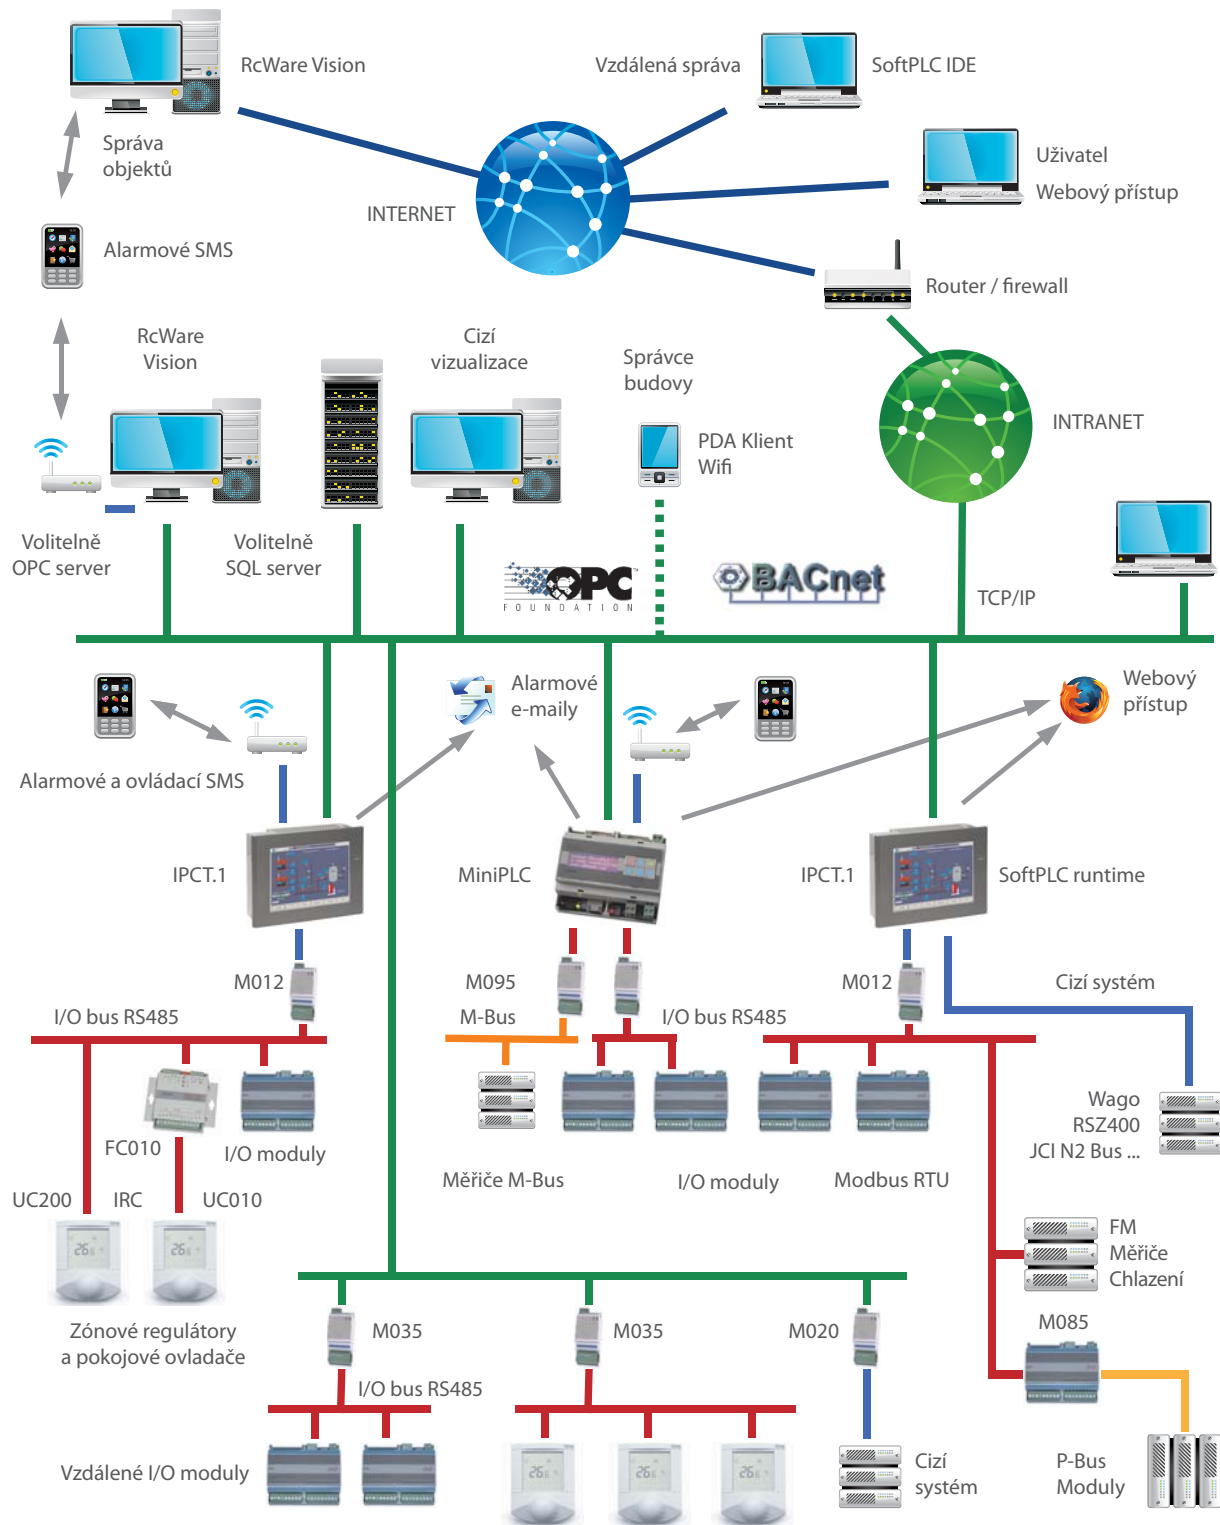 RcWare Vision
Vzdálená správa
SoftPLC IDE
Správa
objektů
Uživatel
Webový přístup
INTERNET
Alarmové SMS
Router / firewall
RcWare
Vision
Cizí
vizualizace
Správce
budovy
INTRANET
PDA Klient
Wifi
Volitelně
OPC server
Volitelně
SQL server
OPC
FOUNDATION
BACnet
TCP/IP
Alarmové
e-maily
Webový
přístup
Alarmové a ovládací SMS
IPCT.1
MiniPLC
IPCT.1
SoftPLC runtime
M012
M095
M012
Cizí systém
I/O bus RS485
M-Bus
I/O bus RS485
Wago
RSZ400
JCI N2 Bus ...
FC010
I/O moduly
Měřiče M-Bus
I/O moduly
Modbus RTU
UC200
IRC
UC010
FM
Měřiče
Chlazení
Zónové regulátory
a pokojové ovladače
M035
M035
M020
M085
I/O bus RS485
Vzdálené I/O moduly
Cizí
systém
P-Bus
Moduly